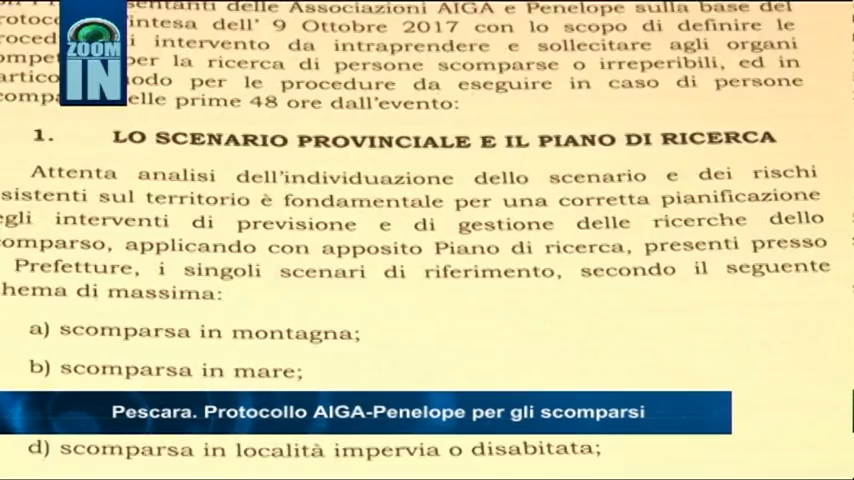 ZOOM
IN
sentanti delle Associazioni AIGA e Penelope sulla base del
'intesa dell' 9 Ottobre 2017 con lo scopo di definire le
i intervento da intraprendere e sollecitare agli organi
per la ricerca di persone scomparse o irreperibili, ed in
odo per le procedure da eseguire in caso di persone
elle prime 48 ore dall'evento:
1. LO SCENARIO PROVINCIALE E IL PIANO DI RICERCA
Attenta analisi dell'individuazione dello scenario e dei rischi
sistenti sul territorio è fondamentale per una corretta pianificazione
egli interventi di previsione e di gestione delle ricerche dello
comparso, applicando con apposito Piano di ricerca, presenti presso
Prefetture, i singoli scenari di riferimento, secondo il seguente
hema di massima:
a) scomparsa in montagna;
b) scomparsa in mare;
Pescara. Protocollo AIGA-Penelope per gli scomparsi
d) scomparsa in località impervia o disabitata;